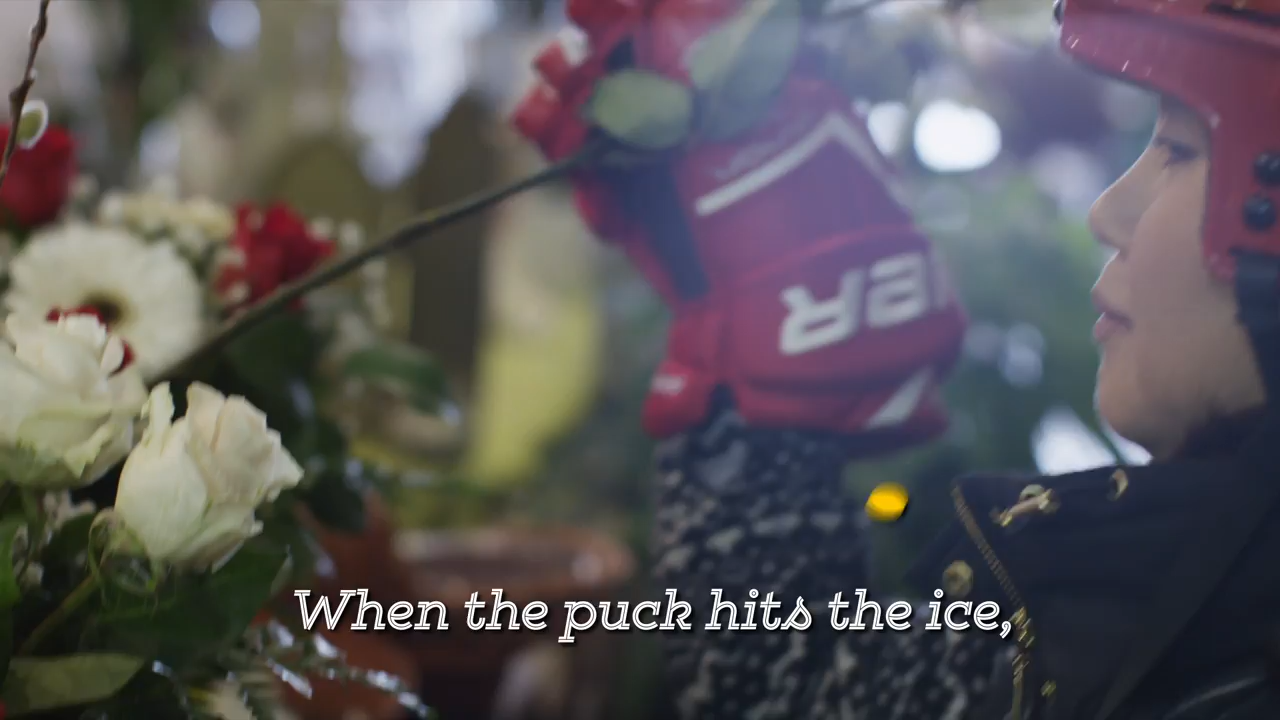 When the puck hits the ice,